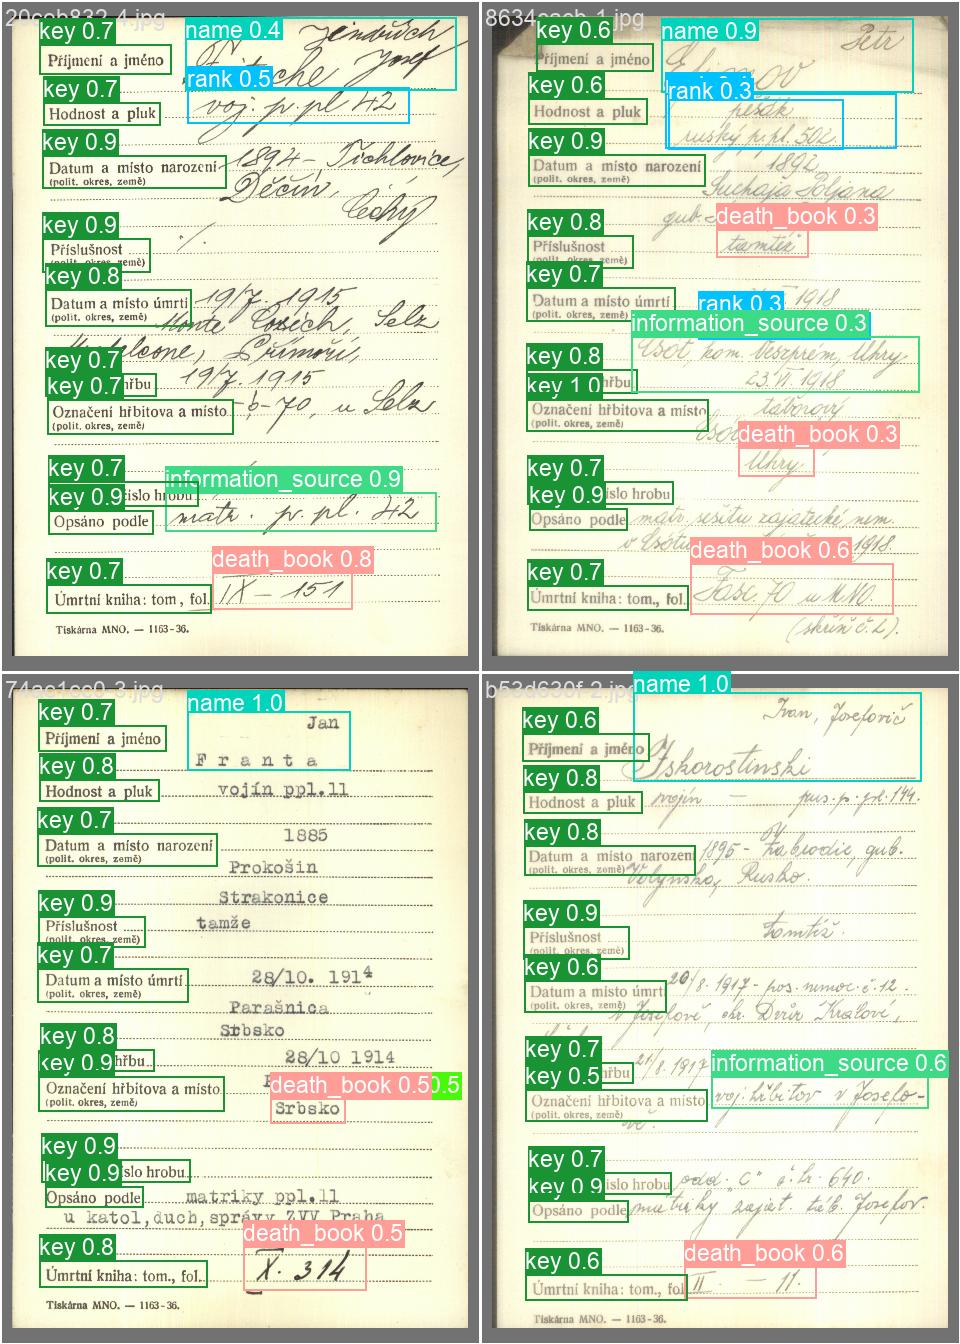 20ceb832-4.jpg
key 0.7
name 0.4
Jindřich
Příjmení a jméno
Josef
key 0.7
rank 0.5
Hodnost a pluk
voj. p. pl 42
key 0.9
Datum a místo narození
(polit. okres, země)
1894 – Těchlovice,
Děčín,
Čechy
key 0.9
Příslušnost
(polit. okres, země)
key 0.8
Datum a místo úmrtí
(polit. okres, země)
19/7. 1915
Monte Cosich, Selz
Přímoří,
key 0.7
19/7. 1915
key 0.7
hřbu
Označení hřbitova a místo
(polit. okres, země)
70, u Selz
key 0.7
information_source 0.9
key 0.9
číslo hrobu
Opsáno podle
matr. p. pl. 42
death_book 0.8
key 0.7
Úmrtní kniha: tom, fol.
IX – 151
Tiskárna MNO. — 1163-36.
key 0.6
name 0.9
Petr
Příjmení a jméno
key 0.6
rank 0.3
Hodnost a pluk
pěšák
ruský p. pl. 502
key 0.9
Datum a místo narození
(polit. okres, země)
1892
Suchaja Poljana
gub.
death_book 0.3
key 0.8
Příslušnost
(polit. okres, země)
tamtéž
key 0.7
Datum a místo úmrtí
(polit. okres, země)
1918
rank 0.3
information_source 0.3
key 0.8
Csót, kom. Veszprém, Uhry
key 1.0
hřbu
23.VI.1918
Označení hřbitova a místo
(polit. okres, země)
táborový
death_book 0.3
Uhry
key 0.7
key 0.9
íslo hrobu
Opsáno podle
matr. sešitu zajatecké nem.
v Csótu
1918.
death_book 0.6
key 0.7
Úmrtní kniha: tom., fol.
Fasc. 70 u MNO.
(skříň č. 2).
Tiskárna MNO. — 1163-36.
74ac1cc0-3.jpg
key 0.7
name 1.0
Jan
Příjmení a jméno
Franta
key 0.8
Hodnost a pluk
vojín ppl.11
key 0.7
1885
Datum a místo narození
(polit. okres, země)
Prokošín
Strakonice
key 0.9
Příslušnost
(polit. okres, země)
tamže
key 0.7
Datum a místo úmrtí
(polit. okres, země)
28/10. 1914
Parašnica
Srbsko
key 0.8
key 0.9
hřbu
28/10 1914
Označení hřbitova a místo
(polit. okres, země)
death_book 0.5
0.5
Srbsko
key 0.9
key 0.9
íslo hrobu
Opsáno podle
matriky ppl.11
u katol,duch,správy ZVV Praha
death_book 0.5
key 0.8
Úmrtní kniha: tom., fol.
X. 314
Tiskárna MNO. — 1163-36.
b53d630f-2.jpg
name 1.0
key 0.6
Ivan, Josefovič
Příjmení a jméno
Iskorostinski
key 0.8
Hodnost a pluk
vojín — rus. p. pl. 144.
key 0.8
Datum a místo narození
(polit. okres, země)
1895 – Zabrodie, gub.
Volynská, Rusko.
key 0.9
Příslušnost
(polit. okres, země)
tamtéž.
key 0.6
Datum a místo úmrtí
(polit. okres, země)
20/8. 1917 – pos. nemoc. č. 12.
v Josefově, okr. Dvůr Králové,
key 0.7
key 0.5
hřbu
21/8. 1917
information_source 0.6
Označení hřbitova a místo
(polit. okres, země)
voj. hřbitov v Josefo-
vě.
key 0.7
key 0.9
íslo hrobu
odd. "C" č. hr. 640.
Opsáno podle
matriky zajat. táb. Josefov.
death_book 0.6
key 0.6
Úmrtní kniha: tom., fol
II. — 11.
Tiskárna MNO. — 1163-36.